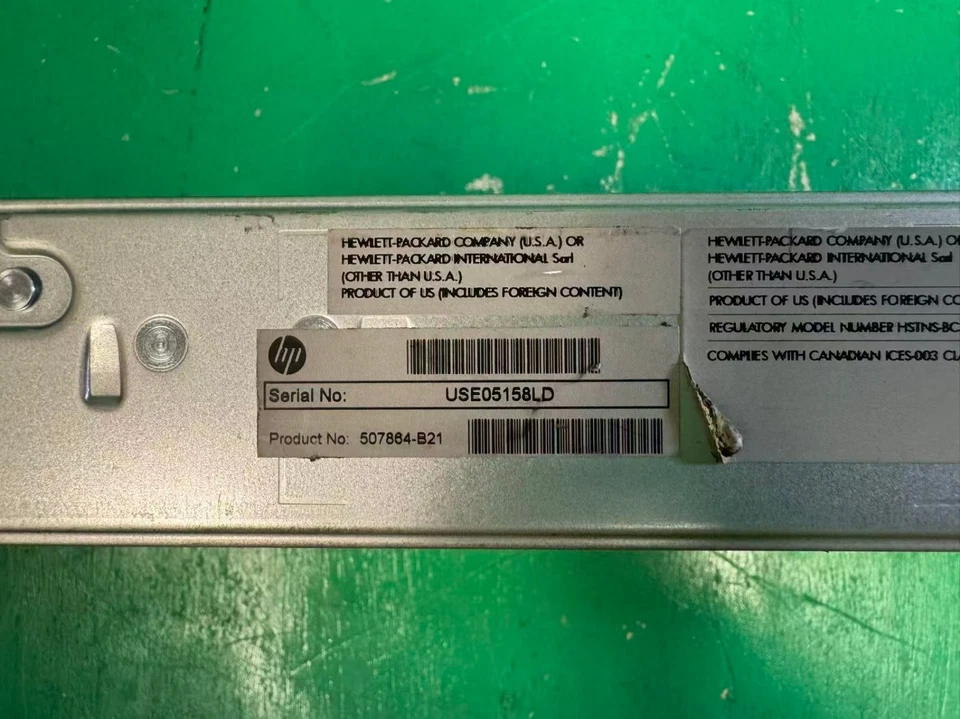 HEWLETT-PACKARD COMPANY (U.S.A.) OR
HEWLETT-PACKARD INTERNATIONAL Sarl
(OTHER THAN U.S.A.)
PRODUCT OF US (INCLUDES FOREIGN CONTENT)
hp
Serial No: USE05158LD
Product No: 507864-B21
HEWLETT-PACKARD COMPANY (U.S.A.)
HEWLETT-PACKARD INTERNATIONAL Sarl
(OTHER THAN U.S.A.)
PRODUCT OF US (INCLUDES FOREIGN
REGULATORY MODEL NUMBER HSTNS-BC
COMPLIES WITH CANADIAN ICES-003